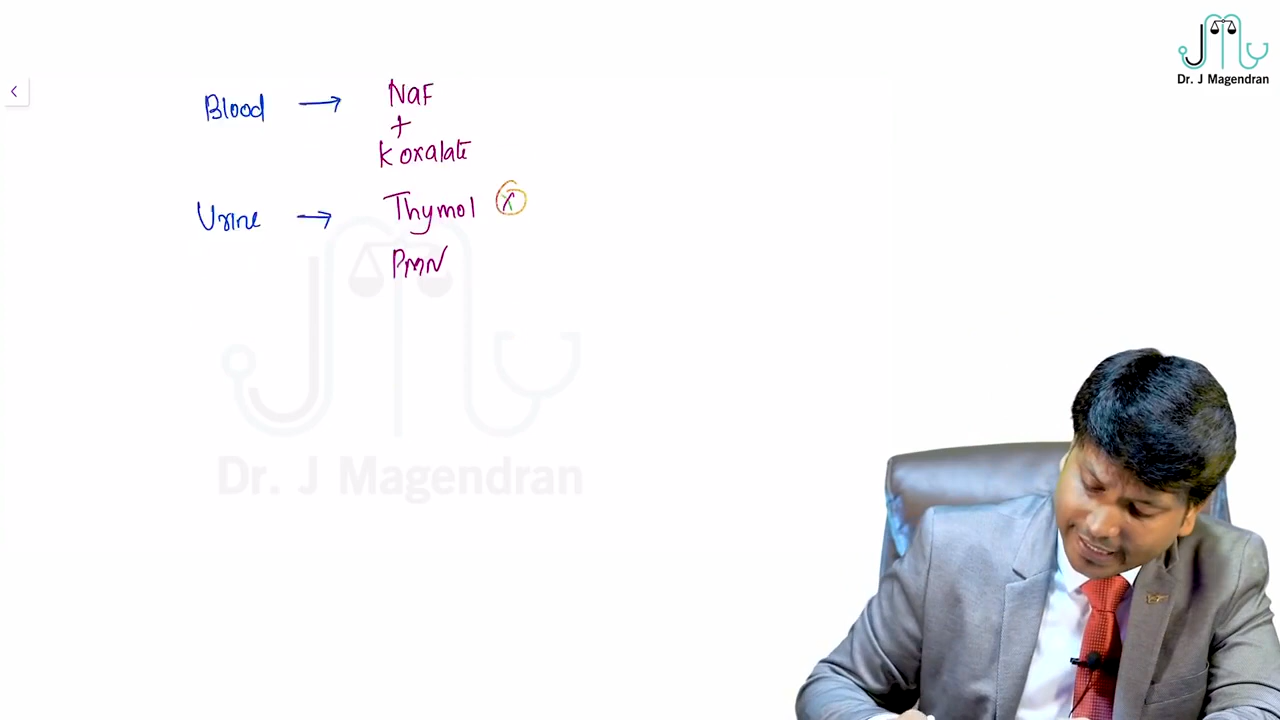 Dr. J Magendran
Blood → NaF
+
K oxalate
Urine → Thymol ⓧ
PMN
Dr. J Magendran